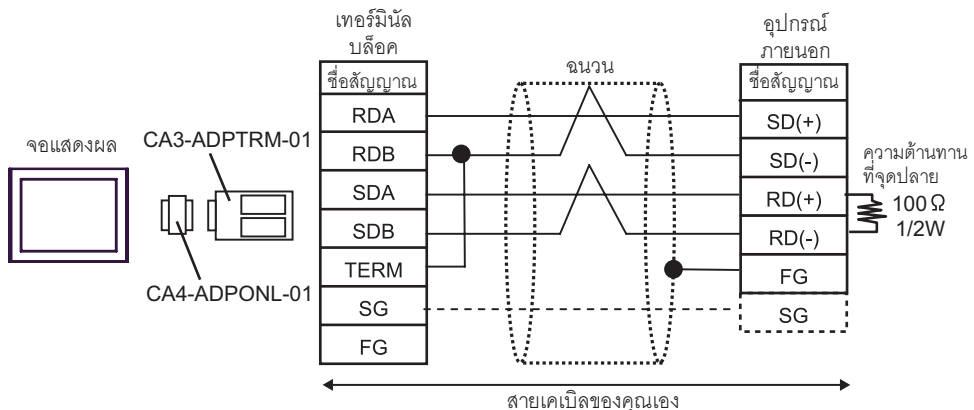 เทอร์มินัล
บล็อค
ชื่อสัญญาณ
RDA
RDB
SDA
SDB
TERM
SG
FG
ฉนวน
อุปกรณ์
ภายนอก
ชื่อสัญญาณ
SD(+)
SD(-)
RD(+)
RD(-)
FG
SG
ความต้านทาน
ที่จุดปลาย
100Ω
1/2W
จอแสดงผล
CA3-ADPTRM-01
CA4-ADPONL-01
สายเคเบิลของคุณเอง